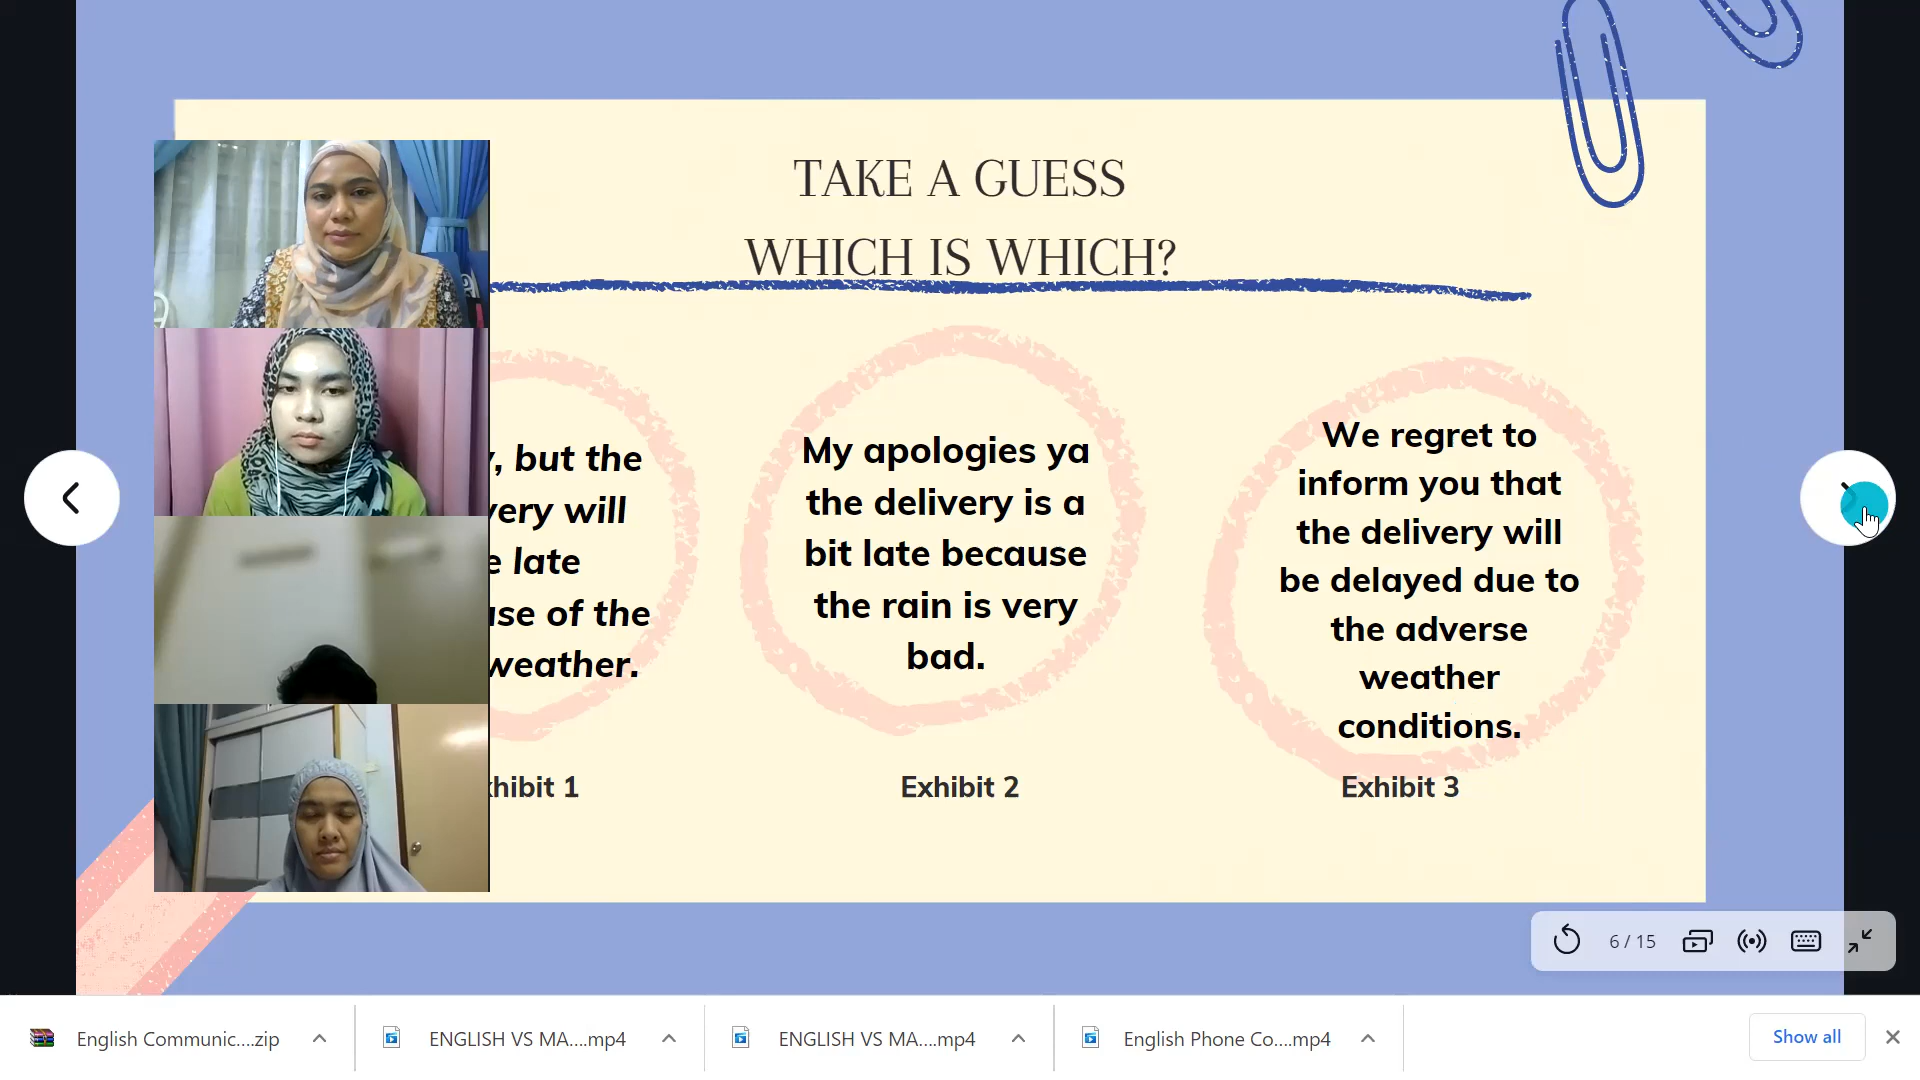 TAKE A GUESS
WHICH IS WHICH?
, but the
will
late
of the
weather.
My apologies ya
the delivery is a
bit late because
the rain is very
bad.
We regret to
inform you that
the delivery will
be delayed due to
the adverse
weather
conditions.
1
Exhibit 2
Exhibit 3
6 / 15
English Communic....zip
ENGLISH VS MA....mp4
ENGLISH VS MA....mp4
English Phone Co....mp4
Show all